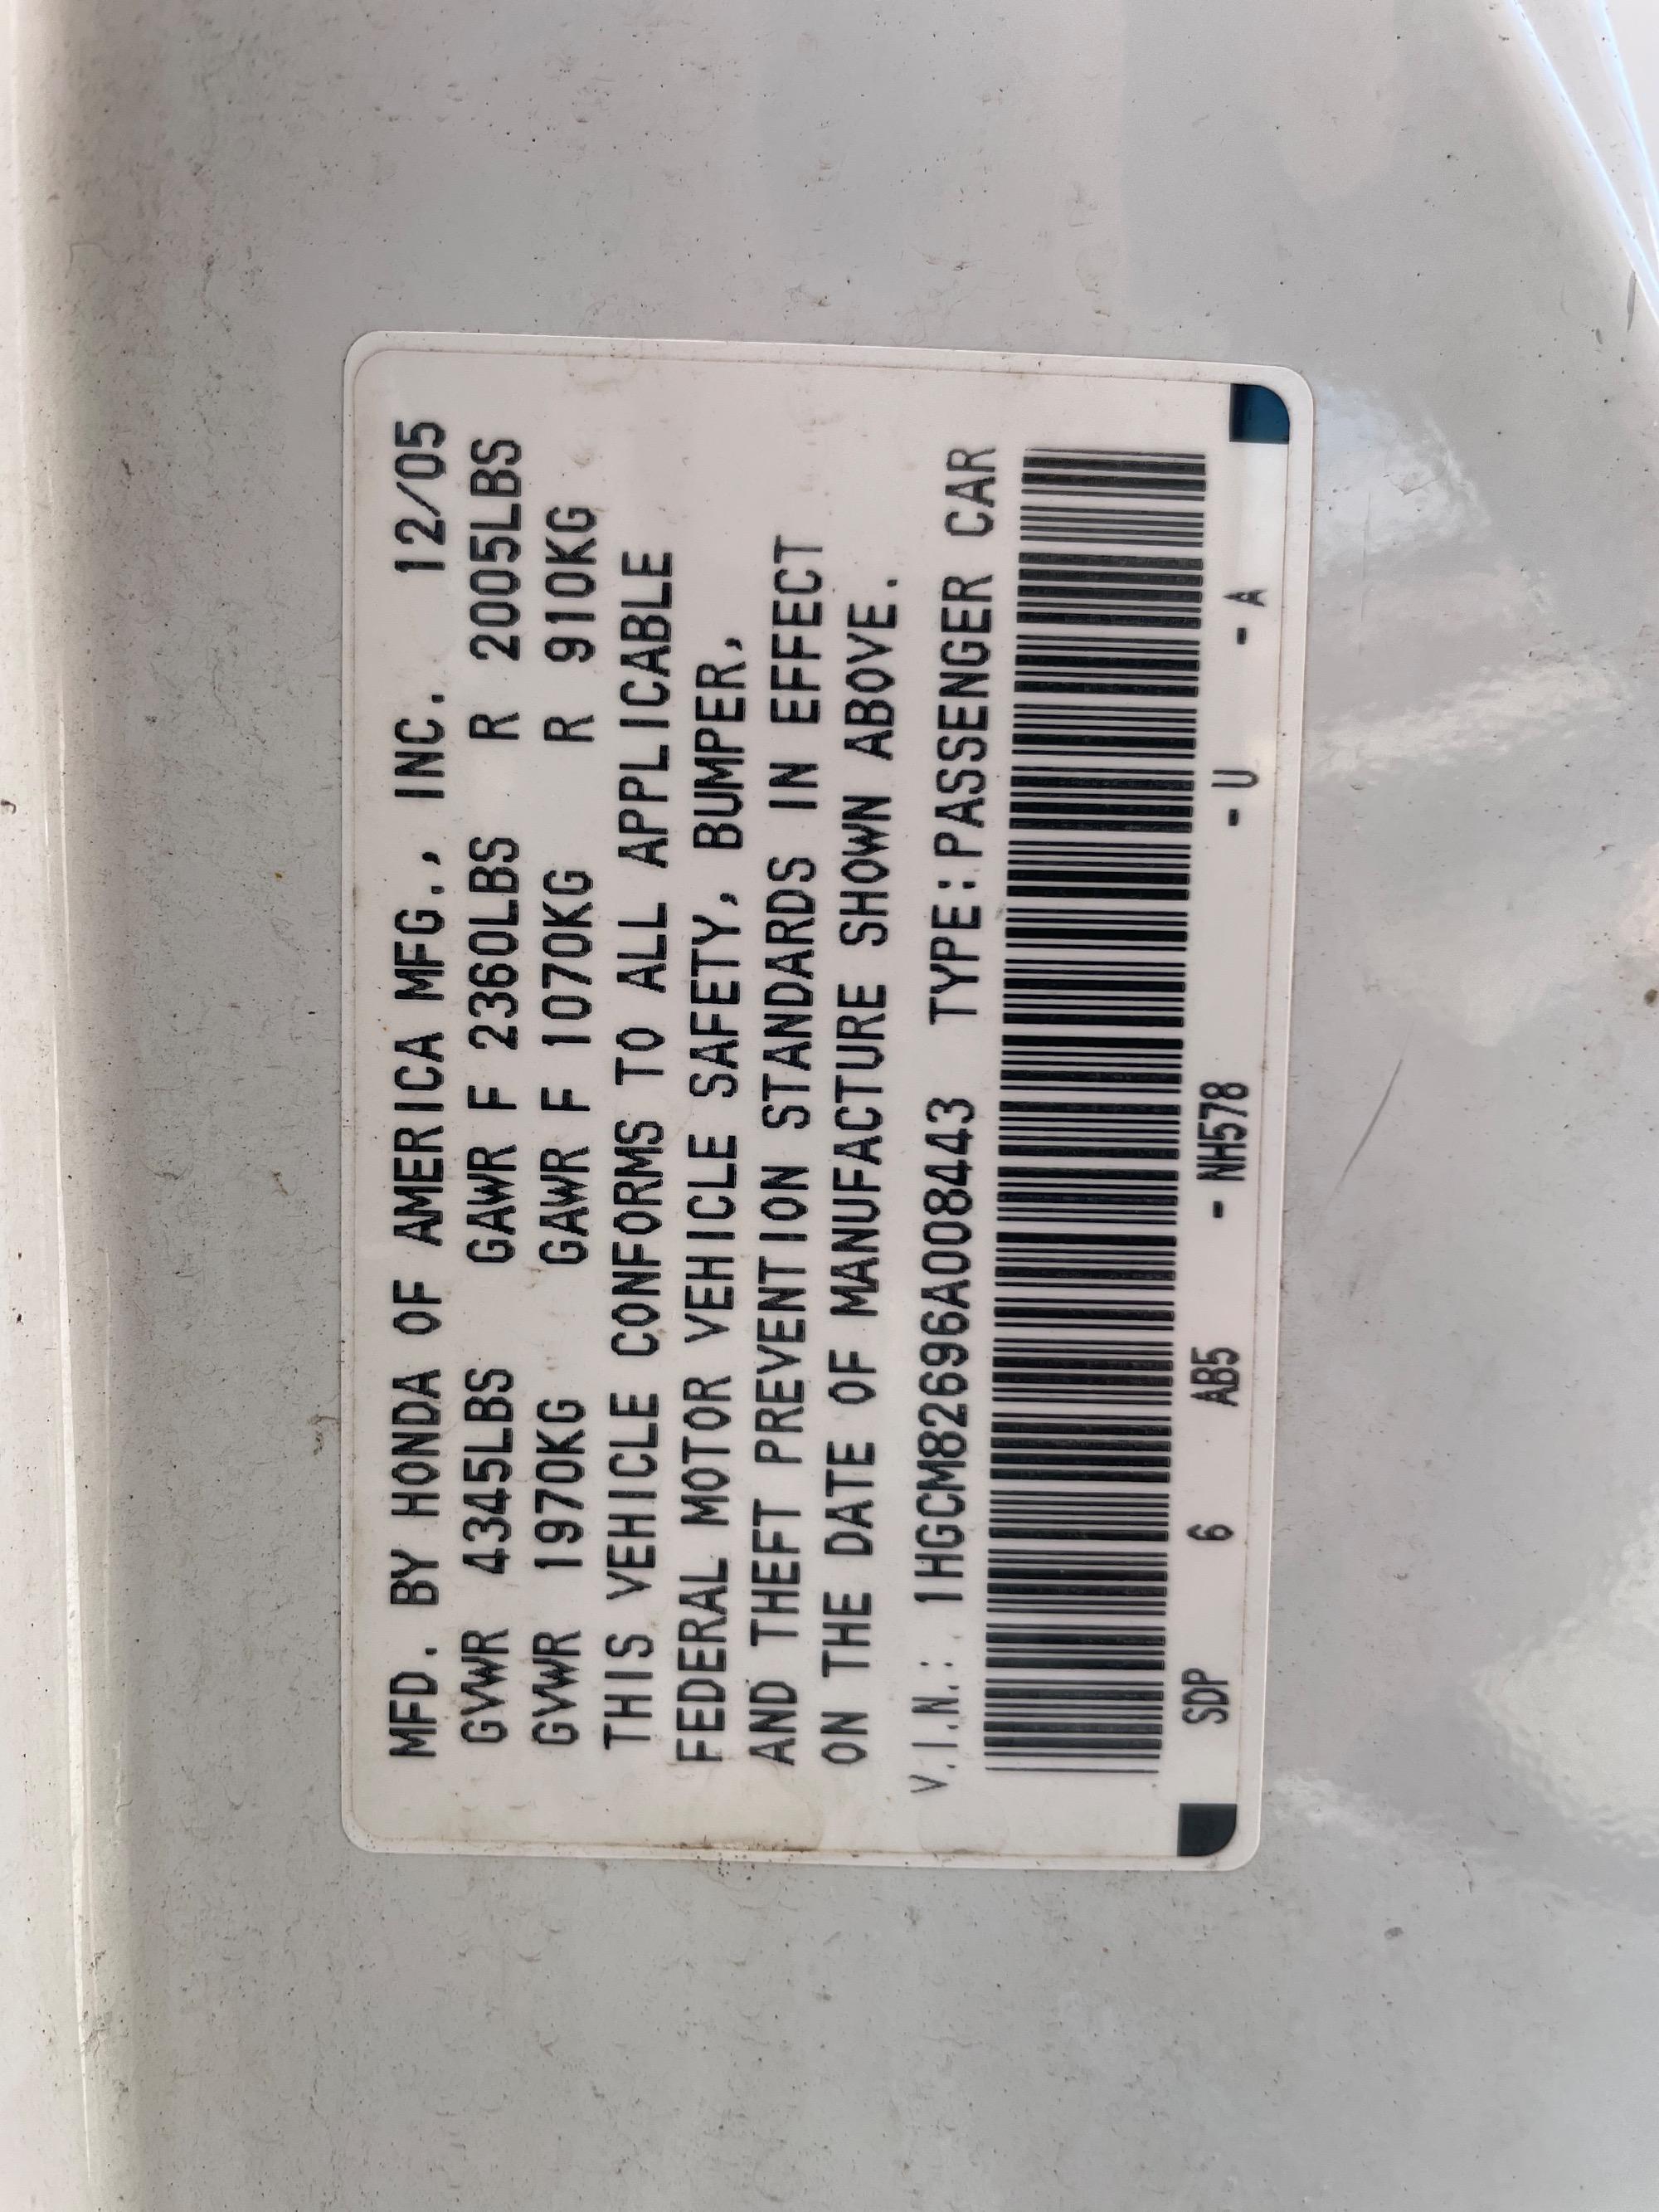 MFD. BY HONDA OF AMERICA MFG., INC. 12/05
GVWR 4345LBS GAWR F 2360LBS R 2005LBS
GVWR 1970KG GAWR F 1070KG R 910KG
THIS VEHICLE CONFORMS TO ALL APPLICABLE
FEDERAL MOTOR VEHICLE SAFETY, BUMPER,
AND THEFT PREVENTION STANDARDS IN EFFECT
ON THE DATE OF MANUFACTURE SHOWN ABOVE.
V.I.N.: 1HGCM82696A008443 TYPE:PASSENGER CAR
SDP 6 AB5 - NH578 - U - A